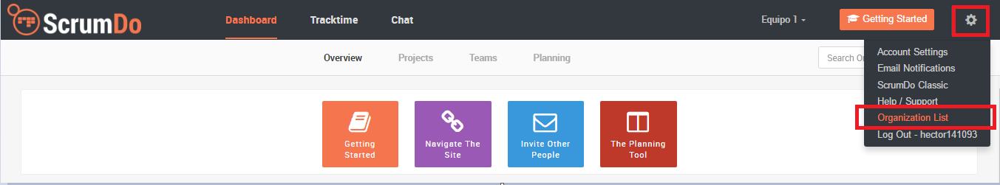 ScrumDo Dashboard Tracktime Chat Equipo 1 Getting Started
Overview Projects Teams Planning Search Or
Account Settings
Email Notifications
ScrumDo Classic
Help / Support
Organization List
Log Out - hector141093
Getting
Started
Navigate The
Site
Invite Other
People
The Planning
Tool